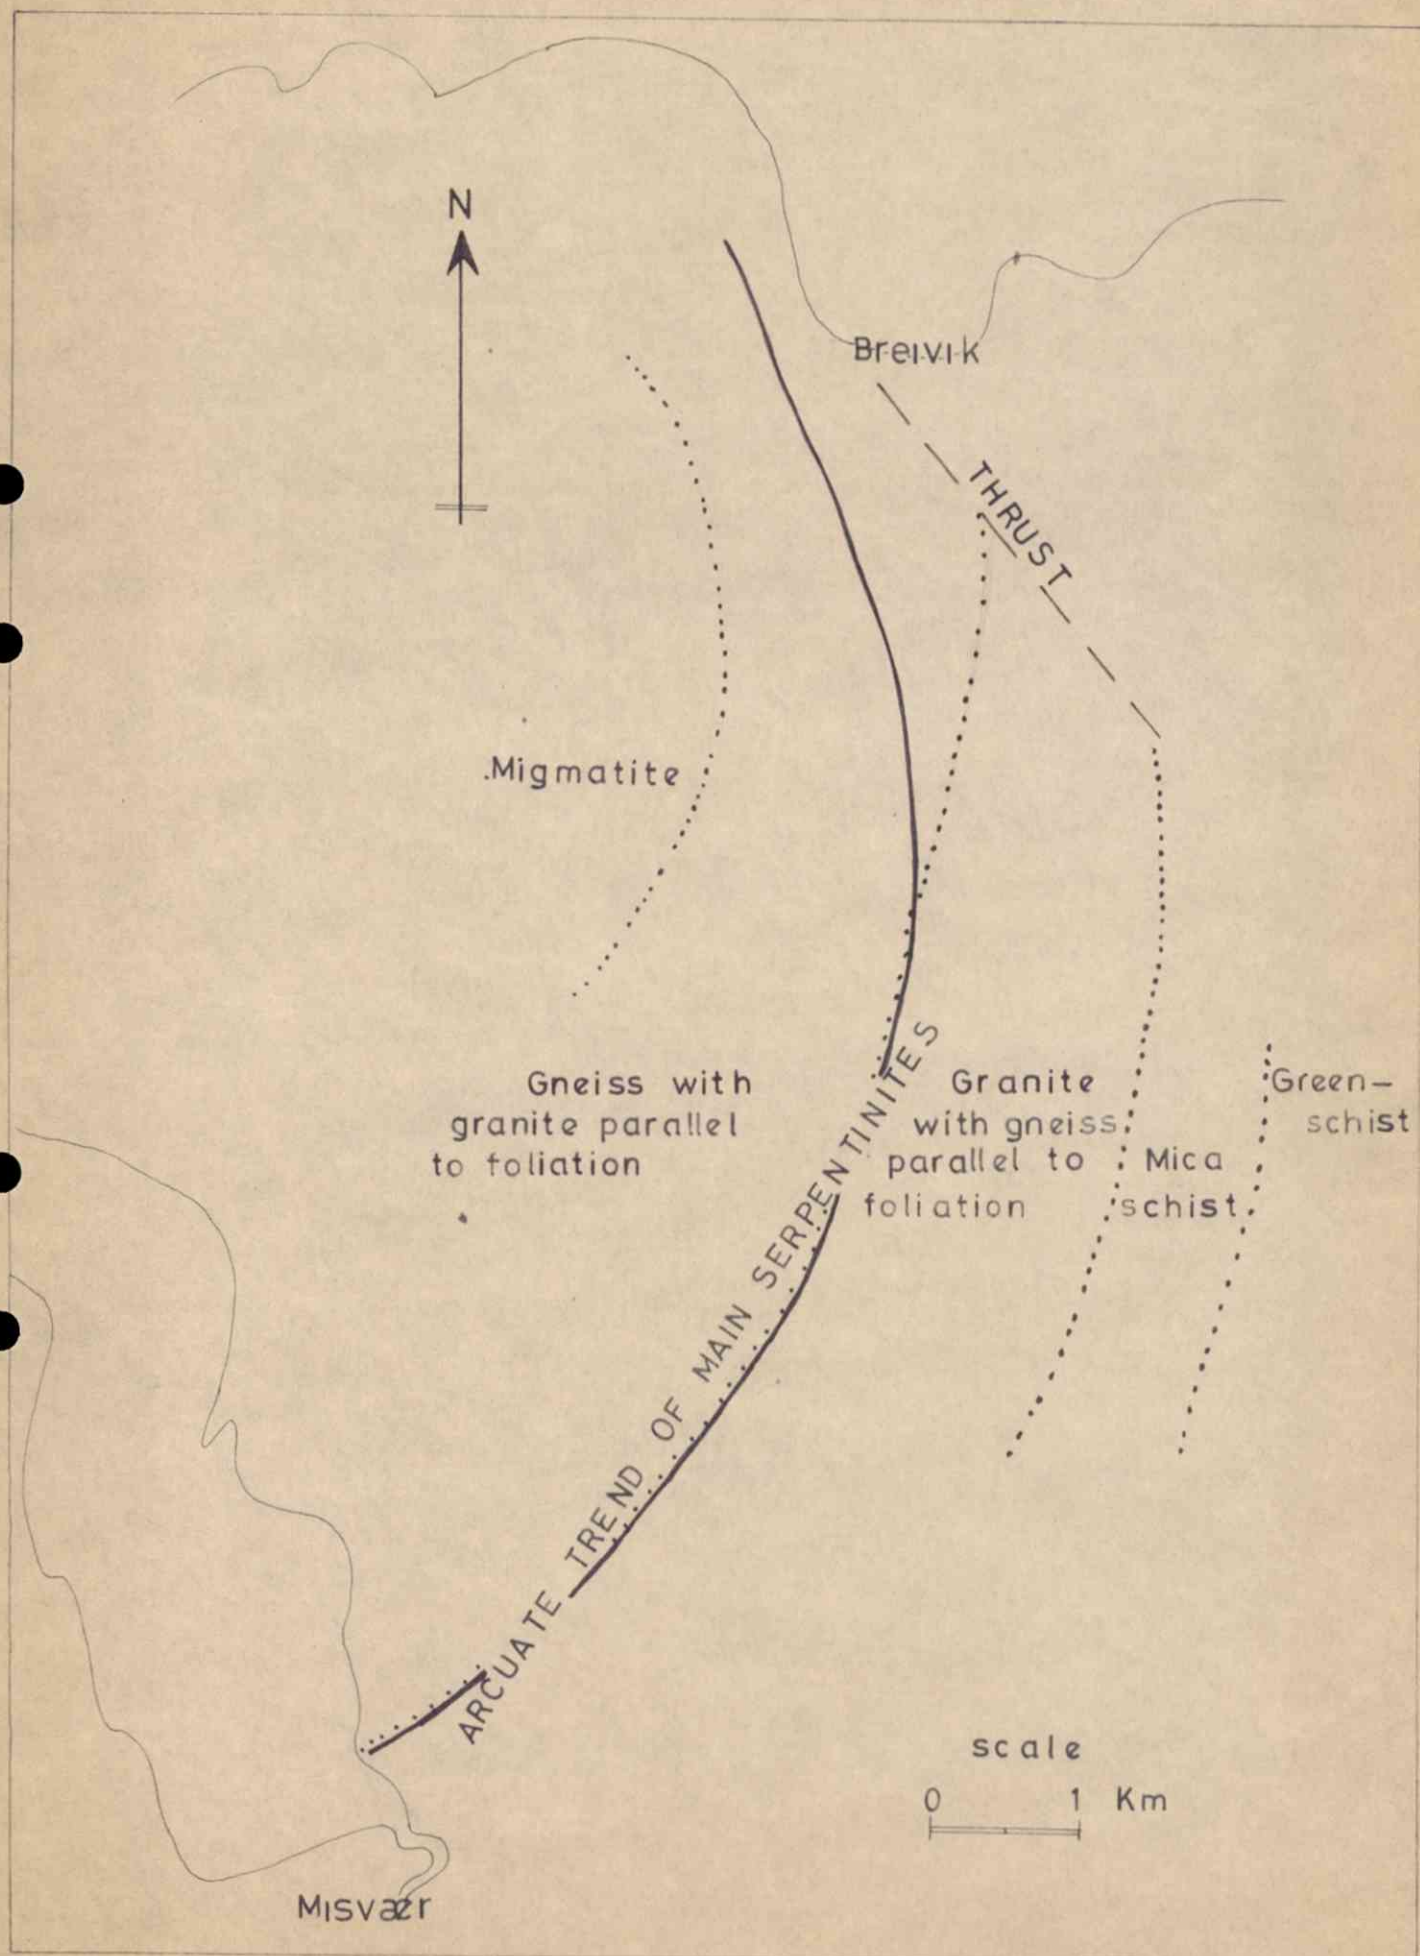 N
Breivik
THRUST
Migmatite
Gneiss with
granite parallel
to foliation
Granite
with gneiss
parallel to
foliation
Mica
schist
Green-
schist
ARCUATE TREND OF MAIN SERPENTINITES
scale
0 1 Km
Misvær